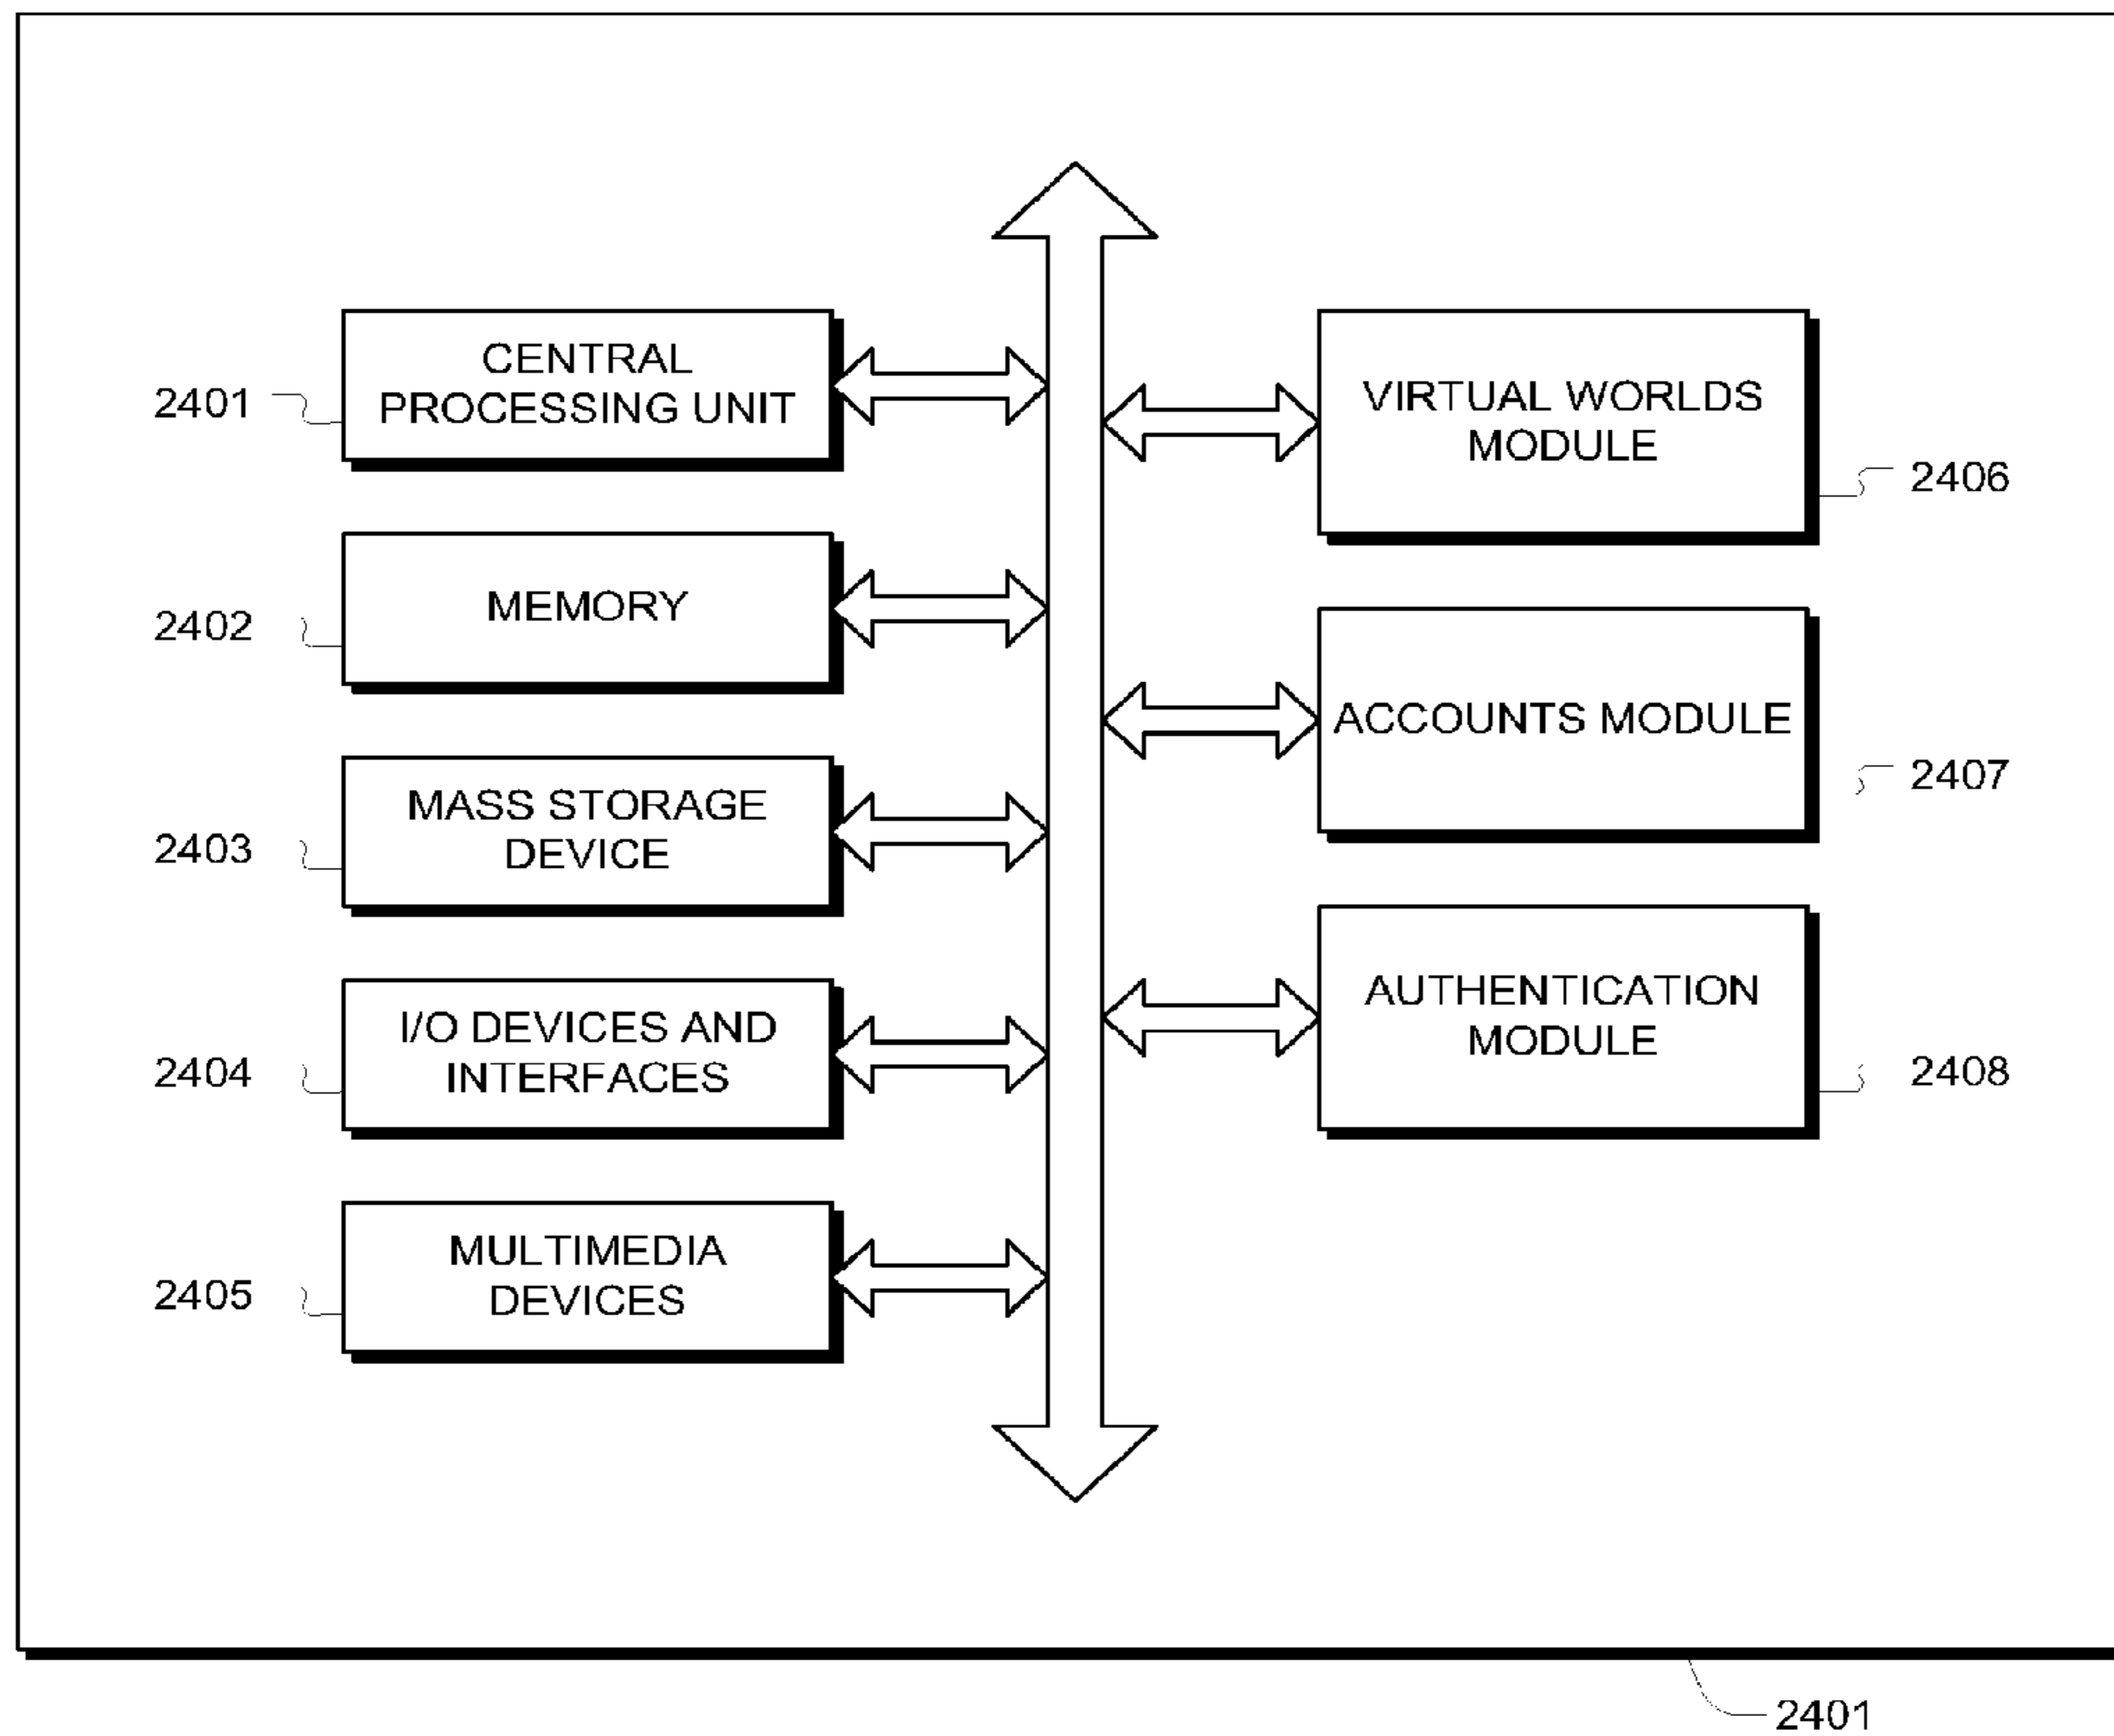 CENTRAL
PROCESSING UNIT
2401
MEMORY
2402
MASS STORAGE
DEVICE
2403
I/O DEVICES AND
INTERFACES
2404
MULTIMEDIA
DEVICES
2405
VIRTUAL WORLDS
MODULE
2406
ACCOUNTS MODULE
2407
AUTHENTICATION
MODULE
2408
2401